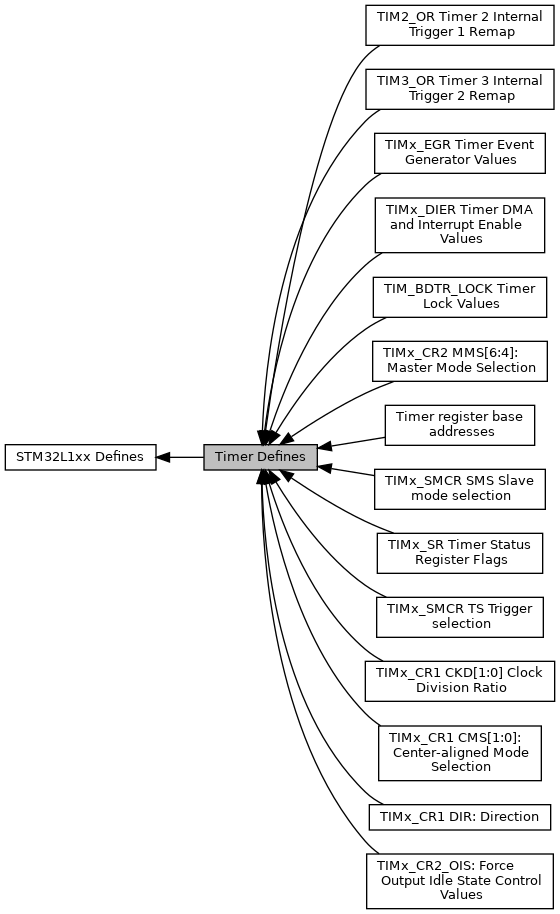 TIM2_OR Timer 2 Internal
Trigger 1 Remap
TIM3_OR Timer 3 Internal
Trigger 2 Remap
TIMx_EGR Timer Event
Generator Values
TIMx_DIER Timer DMA
and Interrupt Enable
Values
TIM_BDTR_LOCK Timer
Lock Values
TIMx_CR2 MMS[6:4]:
Master Mode Selection
Timer register base
addresses
STM32L1xx Defines
Timer Defines
TIMx_SMCR SMS Slave
mode selection
TIMx_SR Timer Status
Register Flags
TIMx_SMCR TS Trigger
selection
TIMx_CR1 CKD[1:0] Clock
Division Ratio
TIMx_CR1 CMS[1:0]:
Center-aligned Mode
Selection
TIMx_CR1 DIR: Direction
TIMx_CR2_OIS: Force
Output Idle State Control
Values